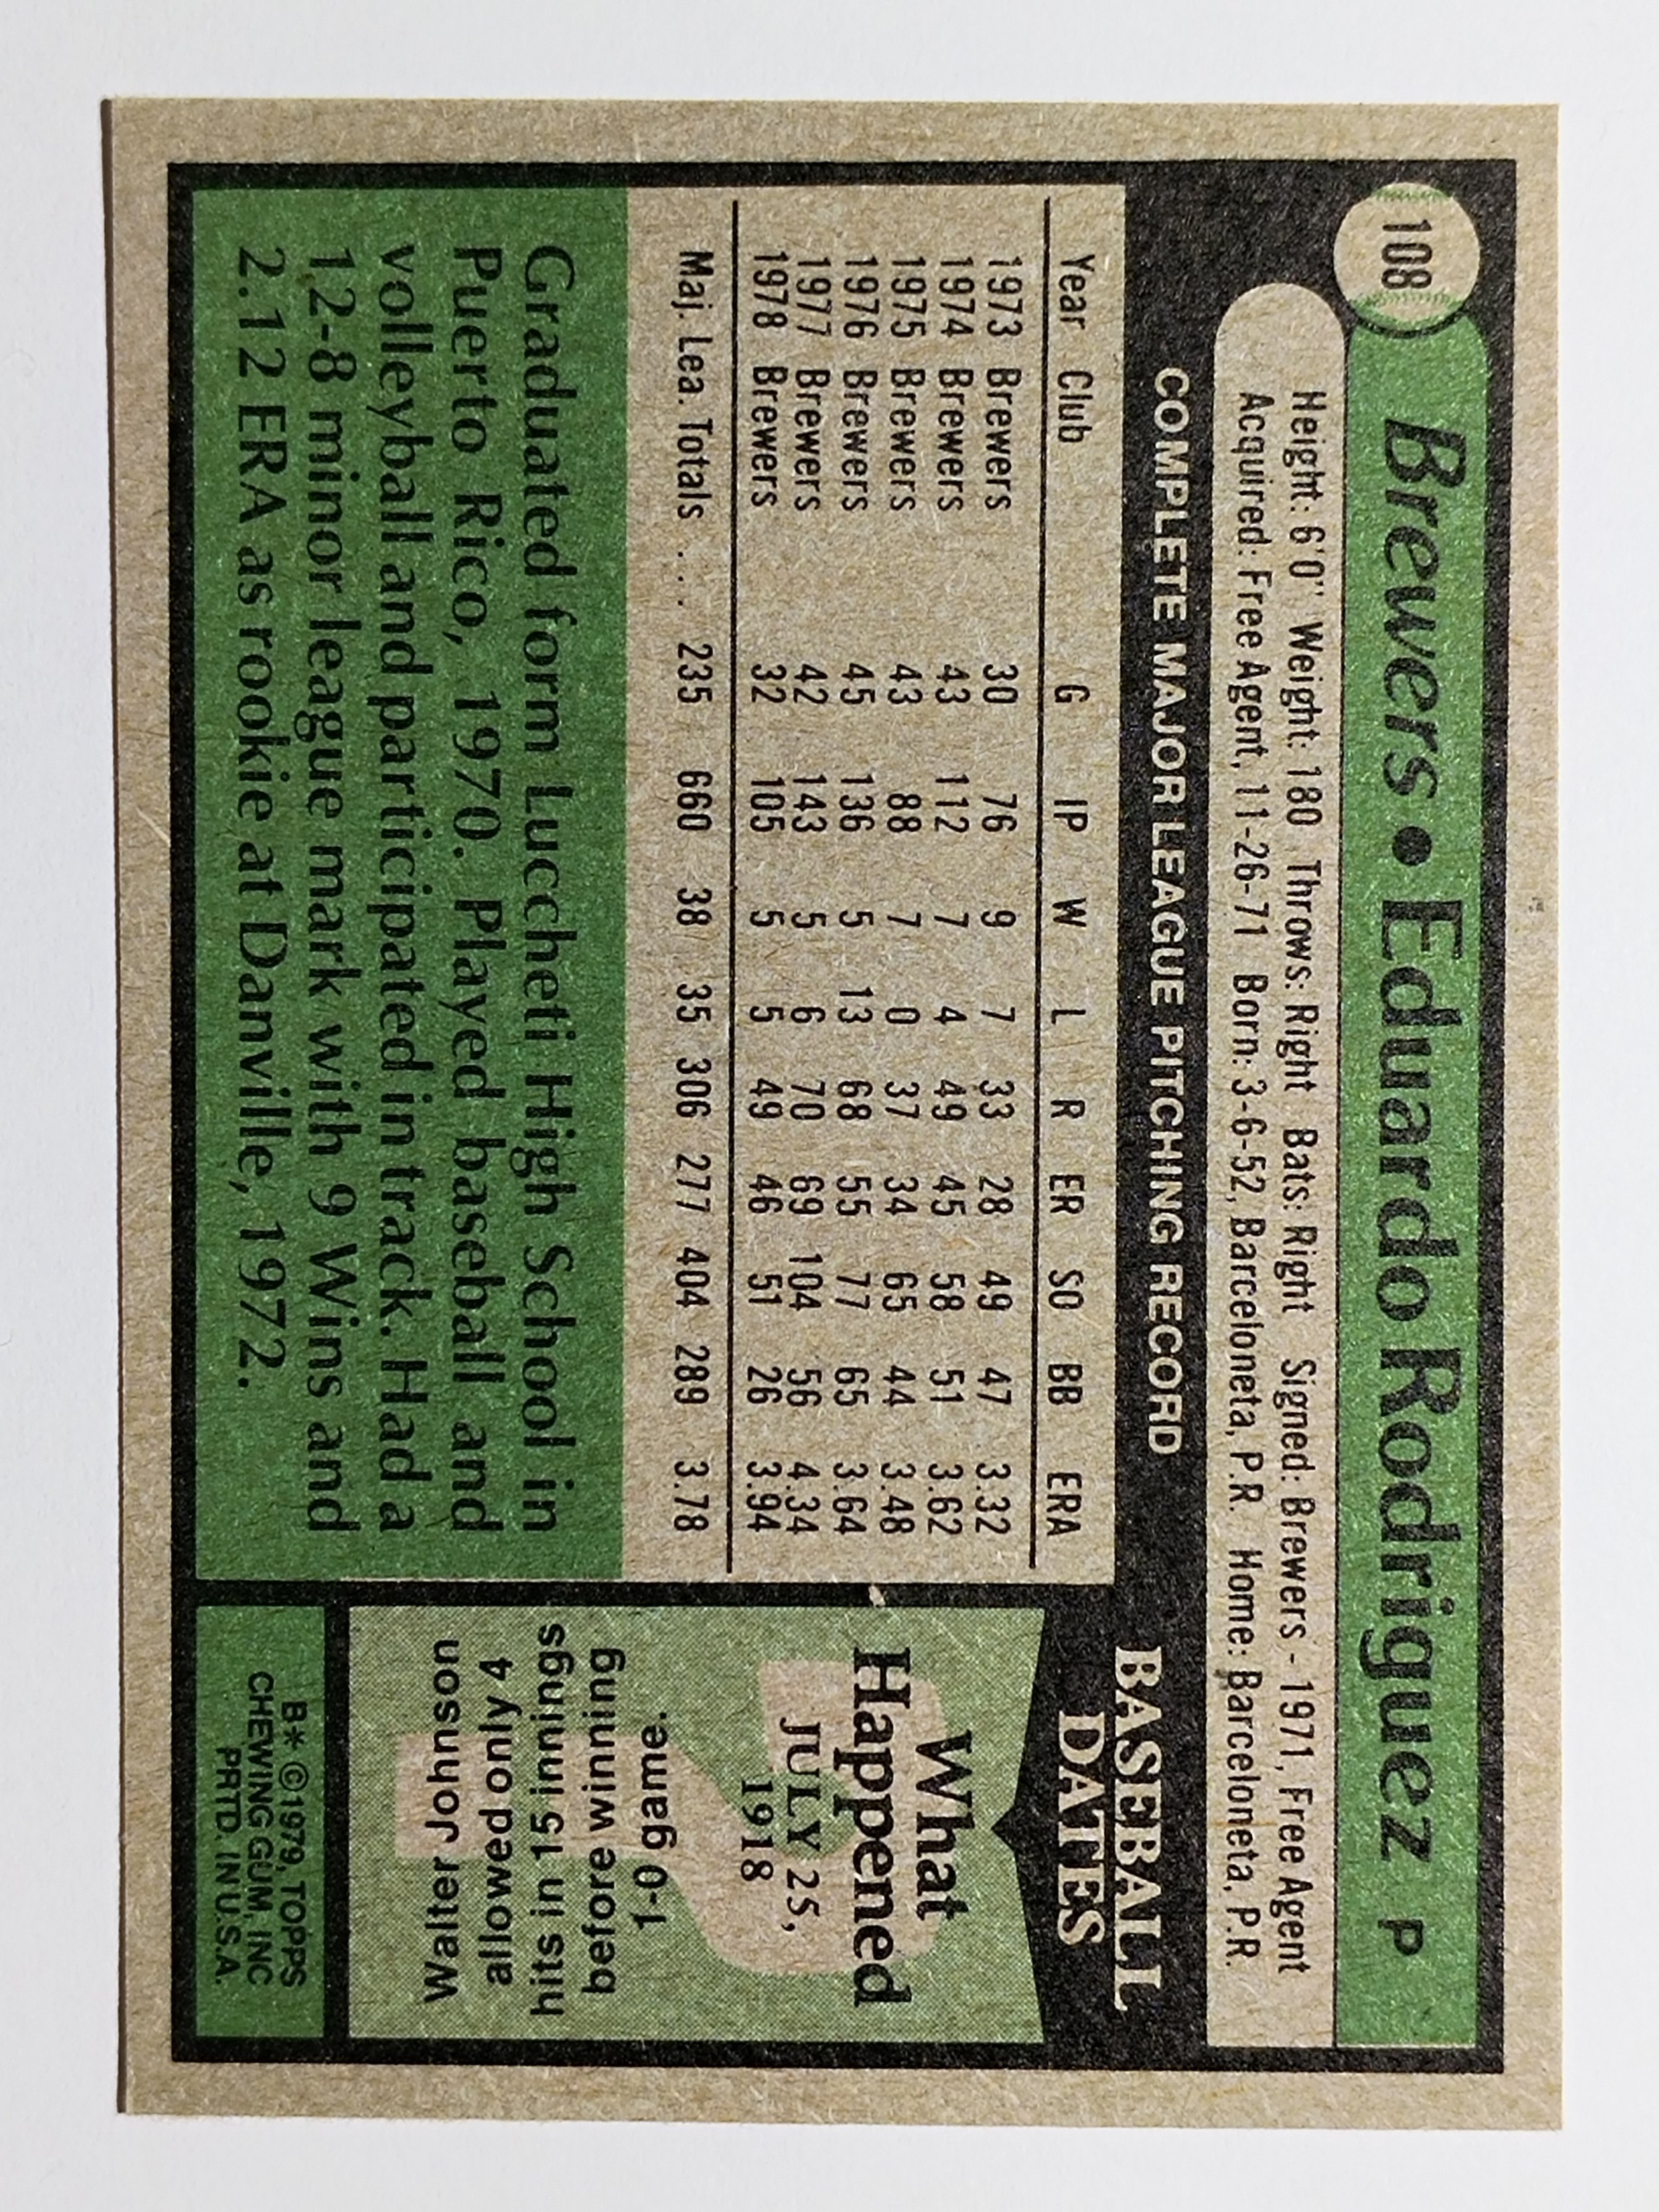 108
Brewers • Eduardo Rodriguez P
Height: 6'0" Weight: 180 Throws: Right Bats: Right Signed: Brewers - 1971, Free Agent
Acquired: Free Agent, 11-26-71 Born: 3-6-52, Barceloneta, P.R. Home: Barceloneta, P.R.
COMPLETE MAJOR LEAGUE PITCHING RECORD
Year Club G IP W L R ER SO BB ERA
1973 Brewers 30 76 9 7 33 28 49 47 3.32
1974 Brewers 43 112 7 4 49 45 58 51 3.62
1975 Brewers 43 88 7 0 37 34 65 44 3.48
1976 Brewers 45 136 5 13 68 55 77 65 3.64
1977 Brewers 42 143 5 6 70 69 104 56 4.34
1978 Brewers 32 105 5 5 49 46 51 26 3.94
Maj. Lea. Totals . . . 235 660 38 35 306 277 404 289 3.78
Graduated form Luccheti High School in
Puerto Rico, 1970. Played baseball and
volleyball and participated in track. Had a
12-8 minor league mark with 9 Wins and
2.12 ERA as rookie at Danville, 1972.
BASEBALL
DATES
What
Happened
JULY 25,
1918
Walter Johnson
allowed only 4
hits in 15 innings
before winning
1-0 game.
B* ©1979, TOPPS
CHEWING GUM, INC
PRTD. IN U.S.A.